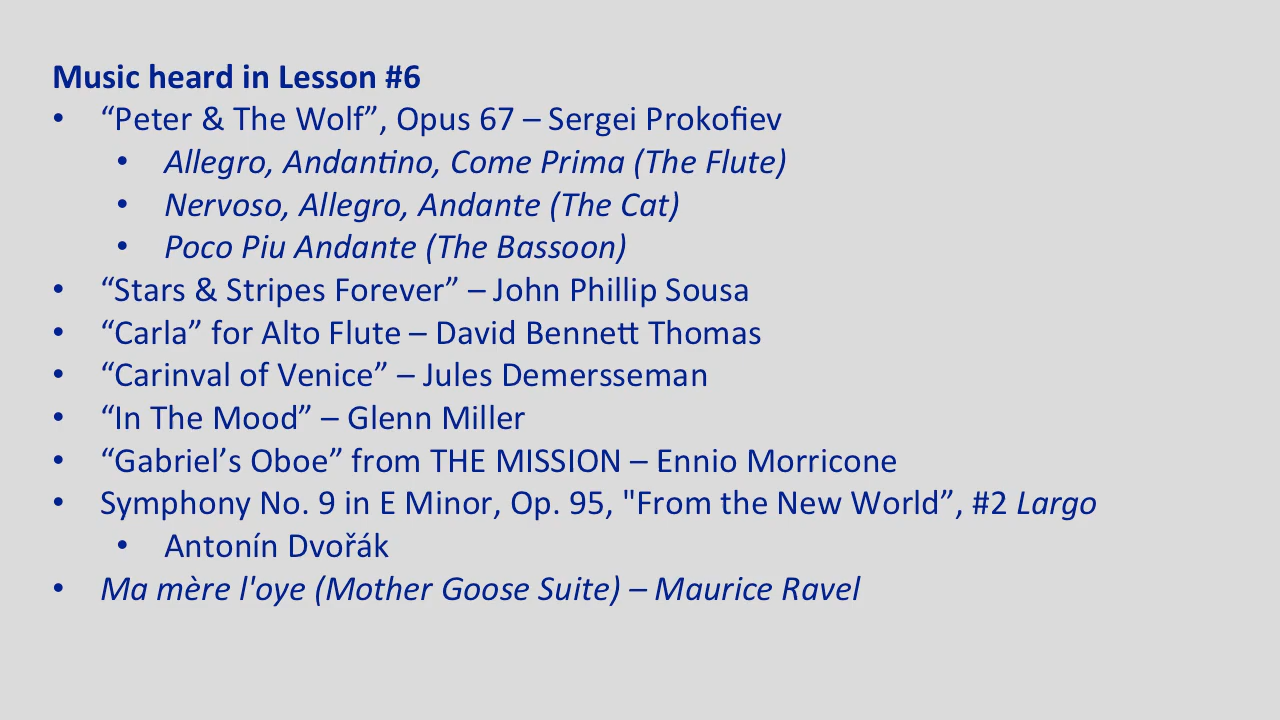 Music heard in Lesson #6
• “Peter & The Wolf”, Opus 67 – Sergei Prokofiev
• Allegro, Andantino, Come Prima (The Flute)
• Nervoso, Allegro, Andante (The Cat)
• Poco Piu Andante (The Bassoon)
• “Stars & Stripes Forever” – John Phillip Sousa
• “Carla” for Alto Flute – David Bennett Thomas
• “Carinval of Venice” – Jules Demersseman
• “In The Mood” – Glenn Miller
• “Gabriel’s Oboe” from THE MISSION – Ennio Morricone
• Symphony No. 9 in E Minor, Op. 95, "From the New World”, #2 Largo
• Antonín Dvořák
• Ma mère l'oye (Mother Goose Suite) – Maurice Ravel